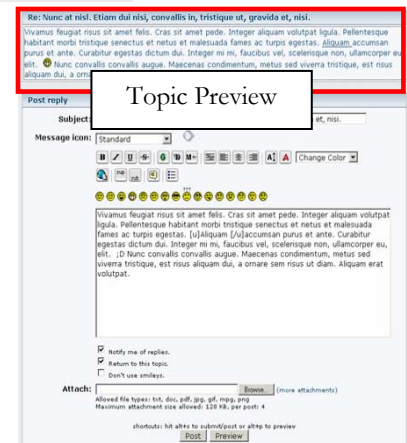 Re: Nunc at nisl. Etiam dui nisi, convallis in, tristique ut, gravida et, nisi.
Vivamus feugiat risus sit amet felis. Cras sit amet pede. Integer aliquam volutpat ligula. Pellentesque
habitant morbi tristique senectus et netus et malesuada fames ac turpis egestas. Aliquam accumsan
purus et ante. Curabitur egestas dictum dui. Integer mi mi, faucibus vel, scelerisque non, ullamcorper eu,
elit. Nunc convallis convallis augue. Maecenas condimentum, metus sed viverra tristique, est risus
aliquam dui, a
Topic Preview
Post reply
Subject: et, nisi.
Message icon: Standard
B I U S G M+ A A Change Color
Vivamus feugiat risus sit amet felis. Cras sit amet pede. Integer aliquam volutpat
ligula. Pellentesque habitant morbi tristique senectus et netus et malesuada
fames ac turpis egestas. [u]Aliquam [/u]accumsan purus et ante. Curabitur
egestas dictum dui. Integer mi mi, faucibus vel, scelerisque non, ullamcorper eu,
elit. ;D Nunc convallis convallis augue. Maecenas condimentum, metus sed
viverra tristique, est risus aliquam dui, a ornare sem risus ut diam. Aliquam erat
volutpat.
Notify me of replies.
Return to this topic.
Don't use smileys.
Attach: Browse... (more attachments)
Allowed file types: txt, doc, pdf, jpg, gif, mpg, png
Maximum attachment size allowed: 128 KB, per post: 4
shortcuts: hit alt+s to submit/post or alt+p to preview
Post Preview